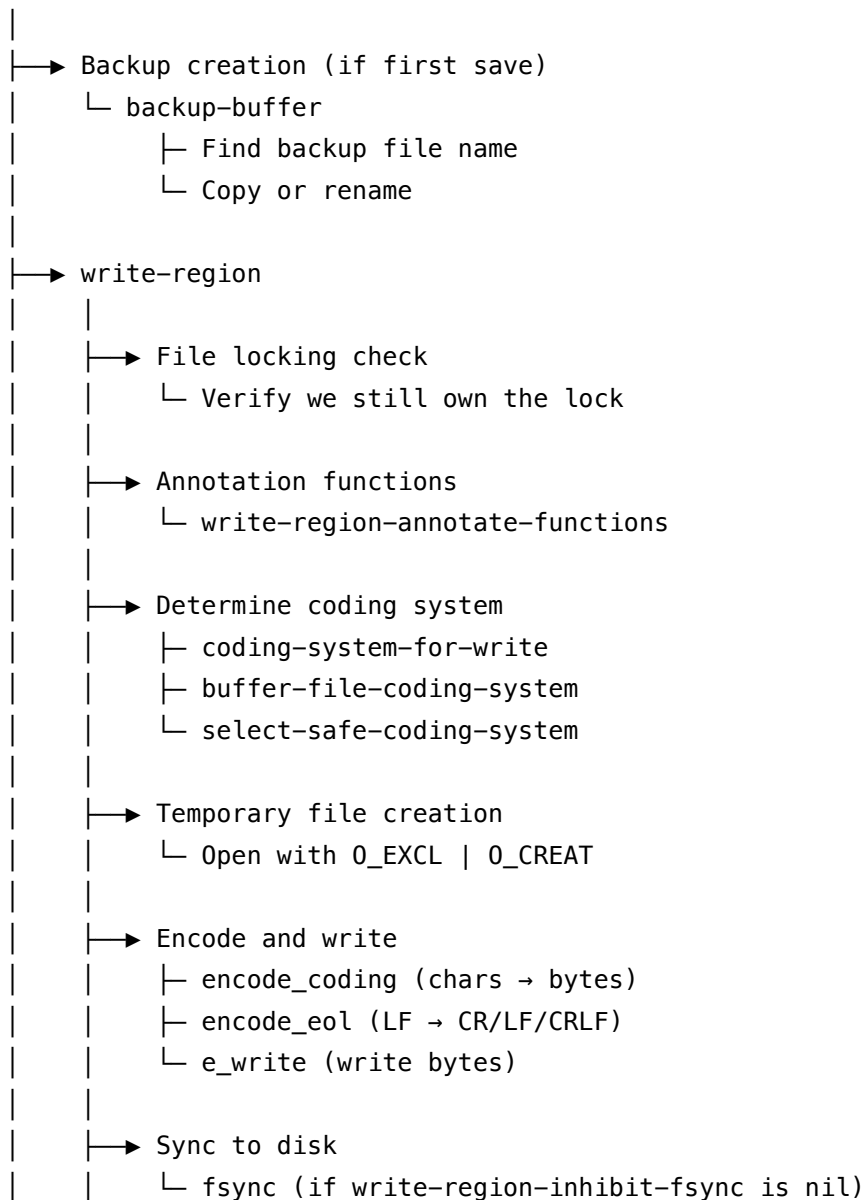 │
├──► Backup creation (if first save)
│    └─ backup-buffer
│         ├─ Find backup file name
│         └─ Copy or rename
│
├──► write-region
│    │
│    ├──► File locking check
│    │    └─ Verify we still own the lock
│    │
│    ├──► Annotation functions
│    │    └─ write-region-annotate-functions
│    │
│    ├──► Determine coding system
│    │    ├─ coding-system-for-write
│    │    ├─ buffer-file-coding-system
│    │    └─ select-safe-coding-system
│    │
│    ├──► Temporary file creation
│    │    └─ Open with O_EXCL | O_CREAT
│    │
│    ├──► Encode and write
│    │    ├─ encode_coding (chars → bytes)
│    │    ├─ encode_eol (LF → CR/LF/CRLF)
│    │    └─ e_write (write bytes)
│    │
│    ├──► Sync to disk
│    │    └─ fsync (if write-region-inhibit-fsync is nil)